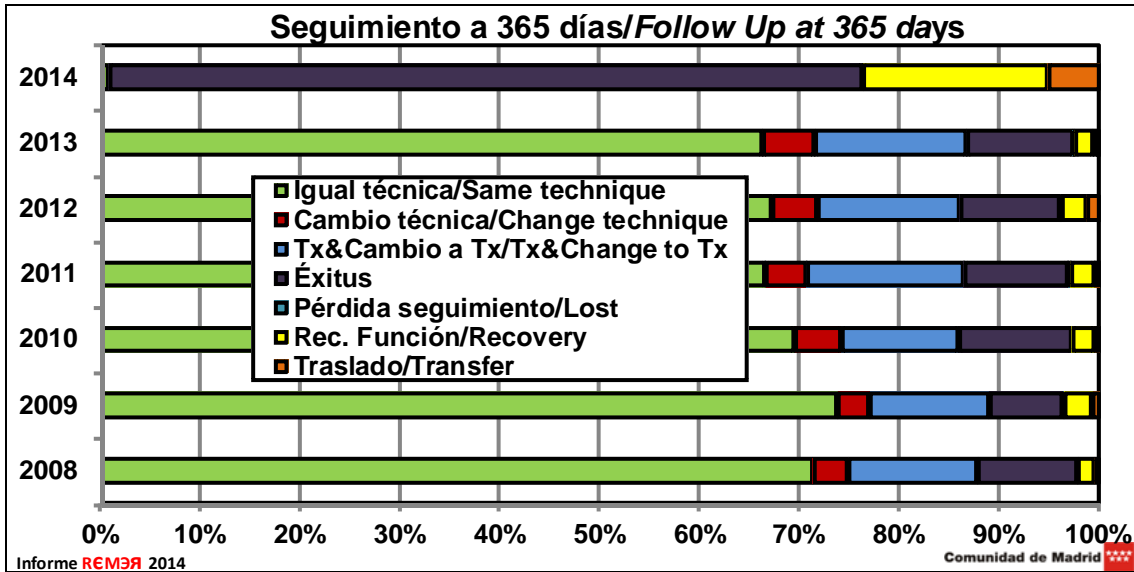 Seguimiento a 365 días/Follow Up at 365 days
2014
2013
2012
2011
2010
2009
2008
Igual técnica/Same technique
Cambio técnica/Change technique
Tx&Cambio a Tx/Tx&Change to Tx
Éxitus
Pérdida seguimiento/Lost
Rec. Función/Recovery
Traslado/Transfer
0% 10% 20% 30% 40% 50% 60% 70% 80% 90% 100%
Informe RЄMƎЯ 2014
Comunidad de Madrid